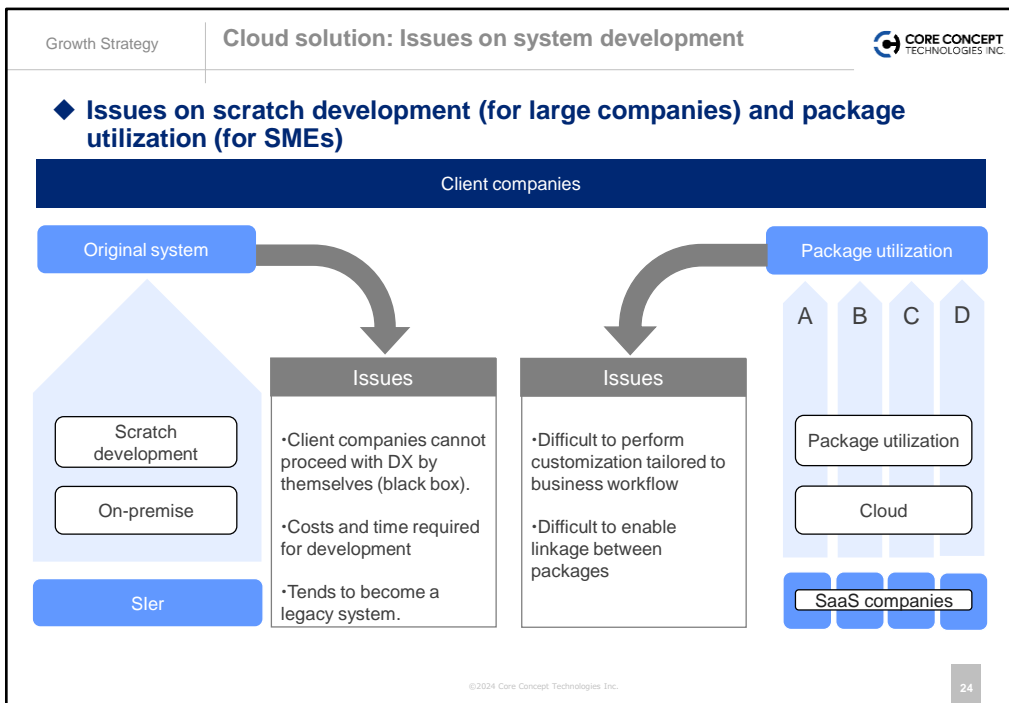 Growth Strategy
Cloud solution: Issues on system development
CORE CONCEPT
TECHNOLOGIES INC.
◆ Issues on scratch development (for large companies) and package
utilization (for SMEs)
Client companies
Original system
Package utilization
A B C D
Issues
Issues
Scratch
development
On-premise
・Client companies cannot
proceed with DX by
themselves (black box).
・Costs and time required
for development
・Tends to become a
legacy system.
・Difficult to perform
customization tailored to
business workflow
・Difficult to enable
linkage between
packages
Package utilization
Cloud
SIer
SaaS companies
©2024 Core Concept Technologies Inc.
24